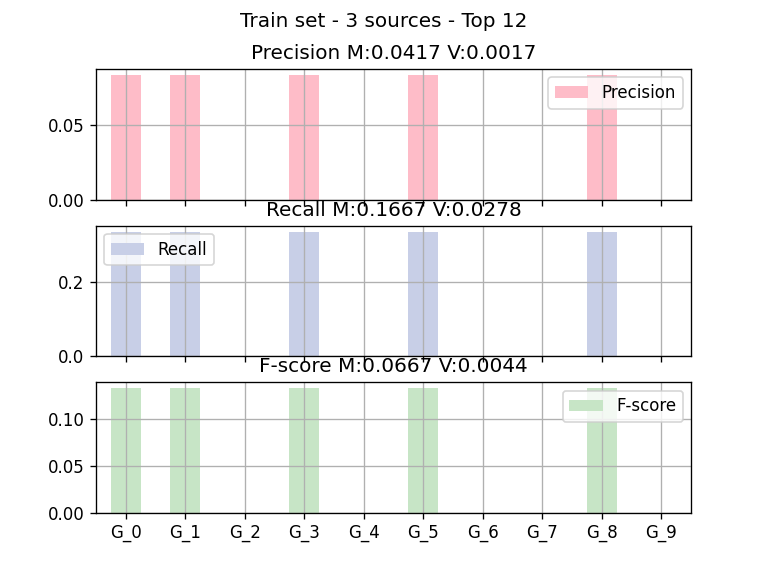 Train set - 3 sources - Top 12
Precision M:0.0417 V:0.0017
Precision
0.05
0.00
Recall M:0.1667 V:0.0278
Recall
0.2
0.0
F-score M:0.0667 V:0.0044
F-score
0.10
0.05
0.00
G_0 G_1 G_2 G_3 G_4 G_5 G_6 G_7 G_8 G_9